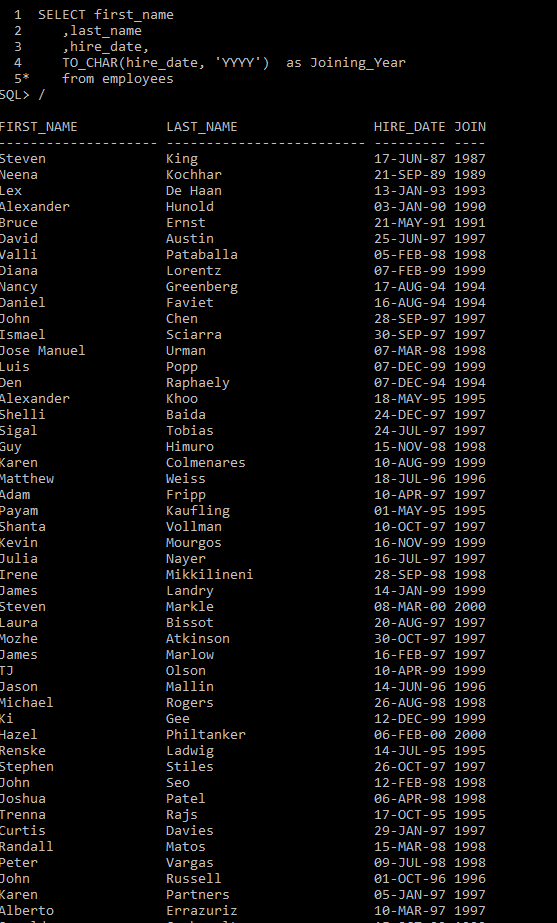 1  SELECT first_name
2     ,last_name
3     ,hire_date,
4     TO_CHAR(hire_date, 'YYYY')  as Joining_Year
5*    from employees
SQL> /
FIRST_NAME           LAST_NAME                 HIRE_DATE JOIN
-------------------- ------------------------- --------- ----
Steven               King                      17-JUN-87 1987
Neena                Kochhar                   21-SEP-89 1989
Lex                  De Haan                   13-JAN-93 1993
Alexander            Hunold                    03-JAN-90 1990
Bruce                Ernst                     21-MAY-91 1991
David                Austin                    25-JUN-97 1997
Valli                Pataballa                 05-FEB-98 1998
Diana                Lorentz                   07-FEB-99 1999
Nancy                Greenberg                 17-AUG-94 1994
Daniel               Faviet                    16-AUG-94 1994
John                 Chen                      28-SEP-97 1997
Ismael               Sciarra                   30-SEP-97 1997
Jose Manuel          Urman                     07-MAR-98 1998
Luis                 Popp                      07-DEC-99 1999
Den                  Raphaely                  07-DEC-94 1994
Alexander            Khoo                      18-MAY-95 1995
Shelli               Baida                     24-DEC-97 1997
Sigal                Tobias                    24-JUL-97 1997
Guy                  Himuro                    15-NOV-98 1998
Karen                Colmenares                10-AUG-99 1999
Matthew              Weiss                     18-JUL-96 1996
Adam                 Fripp                     10-APR-97 1997
Payam                Kaufling                  01-MAY-95 1995
Shanta               Vollman                   10-OCT-97 1997
Kevin                Mourgos                   16-NOV-99 1999
Julia                Nayer                     16-JUL-97 1997
Irene                Mikkilineni               28-SEP-98 1998
James                Landry                    14-JAN-99 1999
Steven               Markle                    08-MAR-00 2000
Laura                Bissot                    20-AUG-97 1997
Mozhe                Atkinson                  30-OCT-97 1997
James                Marlow                    16-FEB-97 1997
TJ                   Olson                     10-APR-99 1999
Jason                Mallin                    14-JUN-96 1996
Michael              Rogers                    26-AUG-98 1998
Ki                   Gee                       12-DEC-99 1999
Hazel                Philtanker                06-FEB-00 2000
Renske               Ladwig                    14-JUL-95 1995
Stephen              Stiles                    26-OCT-97 1997
John                 Seo                       12-FEB-98 1998
Joshua               Patel                     06-APR-98 1998
Trenna               Rajs                      17-OCT-95 1995
Curtis               Davies                    29-JAN-97 1997
Randall              Matos                     15-MAR-98 1998
Peter                Vargas                    09-JUL-98 1998
John                 Russell                   01-OCT-96 1996
Karen                Partners                  05-JAN-97 1997
Alberto              Errazuriz                 10-MAR-97 1997